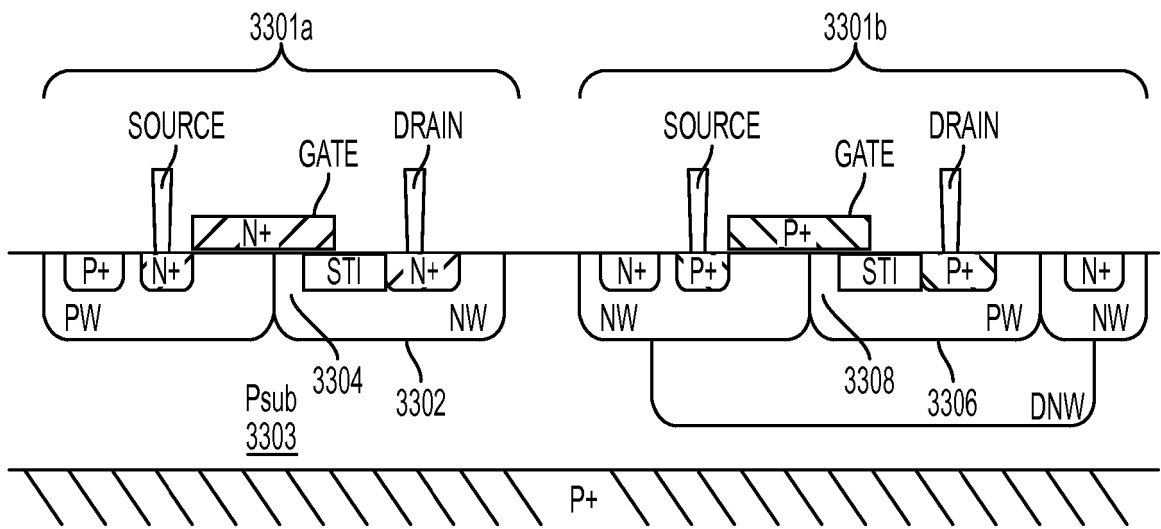 3301a 3301b
SOURCE DRAIN SOURCE DRAIN
GATE GATE
N+ P+
P+ N+ STI N+ N+ P+ STI P+ N+
PW NW NW PW NW
3304 3302 3308 3306 DNW
Psub
3303
P+